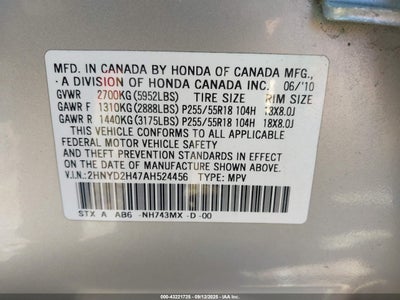 MFD. IN CANADA BY HONDA OF CANADA MFG.,
A DIVISION OF HONDA CANADA INC. 06/'10
GVWR 2700KG (5952LBS) TIRE SIZE RIM SIZE
GAWR F 1310KG (2888LBS) P255/55R18 104H 18X8.0J
GAWR R 1440KG (3175LBS) P255/55R18 104H 18X8.0J
THIS VEHICLE CONFORMS TO ALL APPLICABLE
FEDERAL MOTOR VEHICLE SAFETY
AND THEFT PREVENTION STANDARDS IN EFFECT ON
THE DATE OF MANUFACTURE SHOWN ABOVE.
V.I.N.:2HNYD2H47AH524456 TYPE: MPV
STX A AB6 -NH743MX -D -00
000-43221735 - 09/12/2025 - IAA